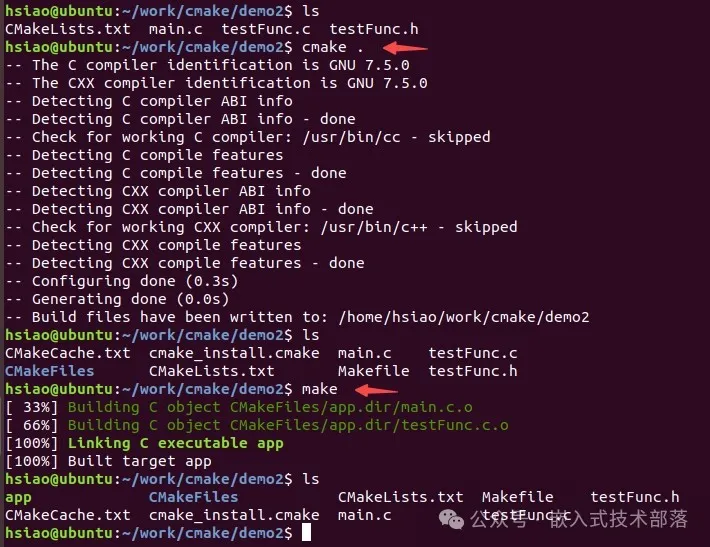 hsiao@ubuntu:~/work/cmake/demo2$ ls
CMakeLists.txt  main.c  testFunc.c  testFunc.h
hsiao@ubuntu:~/work/cmake/demo2$ cmake .
-- The C compiler identification is GNU 7.5.0
-- The CXX compiler identification is GNU 7.5.0
-- Detecting C compiler ABI info
-- Detecting C compiler ABI info - done
-- Check for working C compiler: /usr/bin/cc - skipped
-- Detecting C compile features
-- Detecting C compile features - done
-- Detecting CXX compiler ABI info
-- Detecting CXX compiler ABI info - done
-- Check for working CXX compiler: /usr/bin/c++ - skipped
-- Detecting CXX compile features
-- Detecting CXX compile features - done
-- Configuring done (0.3s)
-- Generating done (0.0s)
-- Build files have been written to: /home/hsiao/work/cmake/demo2
hsiao@ubuntu:~/work/cmake/demo2$ ls
CMakeCache.txt  cmake_install.cmake  main.c    testFunc.c
CMakeFiles      CMakeLists.txt       Makefile  testFunc.h
hsiao@ubuntu:~/work/cmake/demo2$ make
[ 33%] Building C object CMakeFiles/app.dir/main.c.o
[ 66%] Building C object CMakeFiles/app.dir/testFunc.c.o
[100%] Linking C executable app
[100%] Built target app
hsiao@ubuntu:~/work/cmake/demo2$ ls
app             CMakeFiles           CMakeLists.txt  Makefile    testFunc.h
CMakeCache.txt  cmake_install.cmake  main.c          testFunc.c
hsiao@ubuntu:~/work/cmake/demo2$
公众号 · 嵌入式技术部落